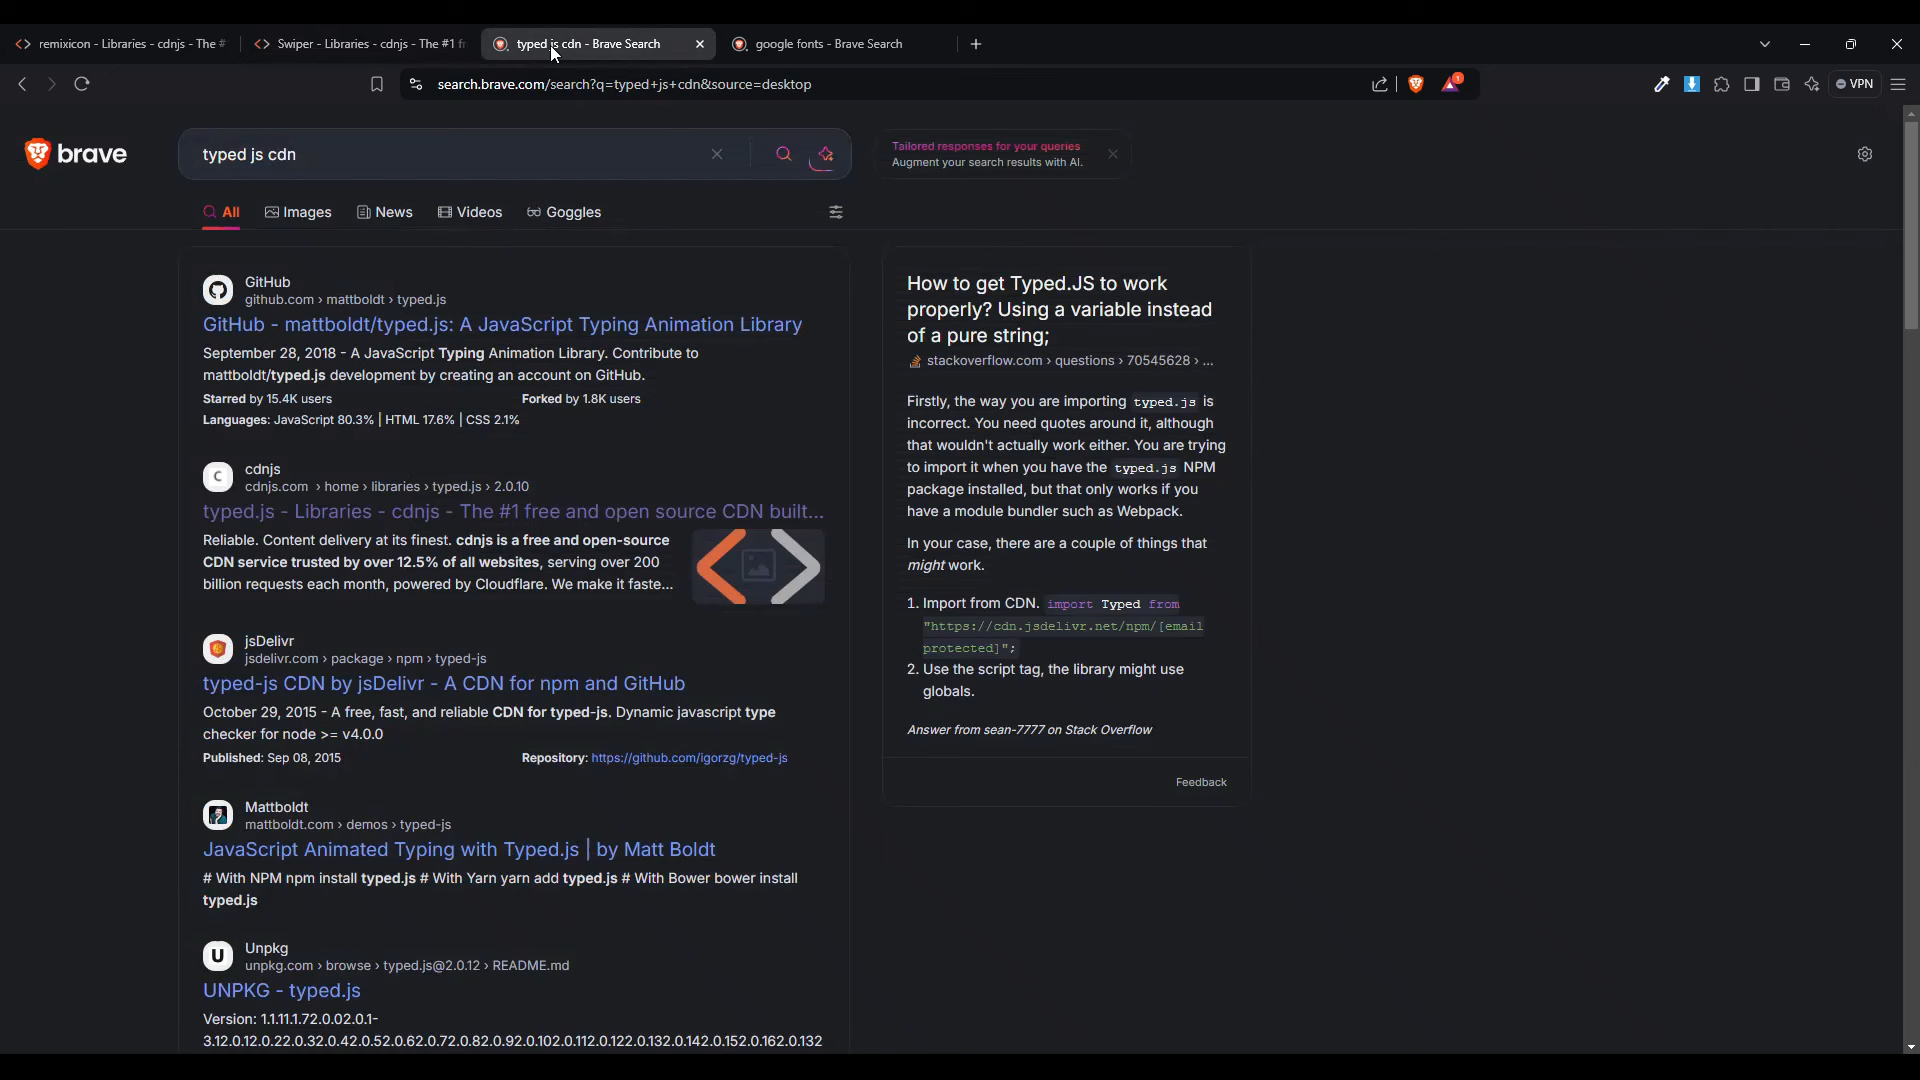 remixicon - Libraries - cdnjs - The #
Swiper - Libraries - cdnjs - The #1 fr
typed js cdn - Brave Search
google fonts - Brave Search
search.brave.com/search?q=typed+js+cdn&source=desktop
1
VPN
brave
typed js cdn
Tailored responses for your queries
Augment your search results with AI.
All
Images
News
Videos
Goggles
GitHub
github.com › mattboldt › typed.js
GitHub - mattboldt/typed.js: A JavaScript Typing Animation Library
September 28, 2018 - A JavaScript Typing Animation Library. Contribute to
mattboldt/typed.js development by creating an account on GitHub.
Starred by 15.4K users
Forked by 1.8K users
Languages: JavaScript 80.3% | HTML 17.6% | CSS 2.1%
C
cdnjs
cdnjs.com › home › libraries › typed.js › 2.0.10
typed.js - Libraries - cdnjs - The #1 free and open source CDN built...
Reliable. Content delivery at its finest. cdnjs is a free and open-source
CDN service trusted by over 12.5% of all websites, serving over 200
billion requests each month, powered by Cloudflare. We make it faste...
jsDelivr
jsdelivr.com › package › npm › typed-js
typed-js CDN by jsDelivr - A CDN for npm and GitHub
October 29, 2015 - A free, fast, and reliable CDN for typed-js. Dynamic javascript type
checker for node >= v4.0.0
Published: Sep 08, 2015
Repository: https://github.com/igorzg/typed-js
Mattboldt
mattboldt.com › demos › typed-js
JavaScript Animated Typing with Typed.js | by Matt Boldt
# With NPM npm install typed.js # With Yarn yarn add typed.js # With Bower bower install
typed.js
U
Unpkg
unpkg.com › browse › typed.js@2.0.12 › README.md
UNPKG - typed.js
Version: 1.1.11.1.72.0.02.0.1-
3.12.0.12.0.22.0.32.0.42.0.52.0.62.0.72.0.82.0.92.0.102.0.112.0.122.0.132.0.142.0.152.0.162.0.132
How to get Typed.JS to work
properly? Using a variable instead
of a pure string;
stackoverflow.com › questions › 70545628 › ...
Firstly, the way you are importing typed.js is
incorrect. You need quotes around it, although
that wouldn't actually work either. You are trying
to import it when you have the typed.js NPM
package installed, but that only works if you
have a module bundler such as Webpack.
In your case, there are a couple of things that
might work.
1. Import from CDN. import Typed from
"https://cdn.jsdelivr.net/npm/[email
protected]";
2. Use the script tag, the library might use
globals.
Answer from sean-7777 on Stack Overflow
Feedback